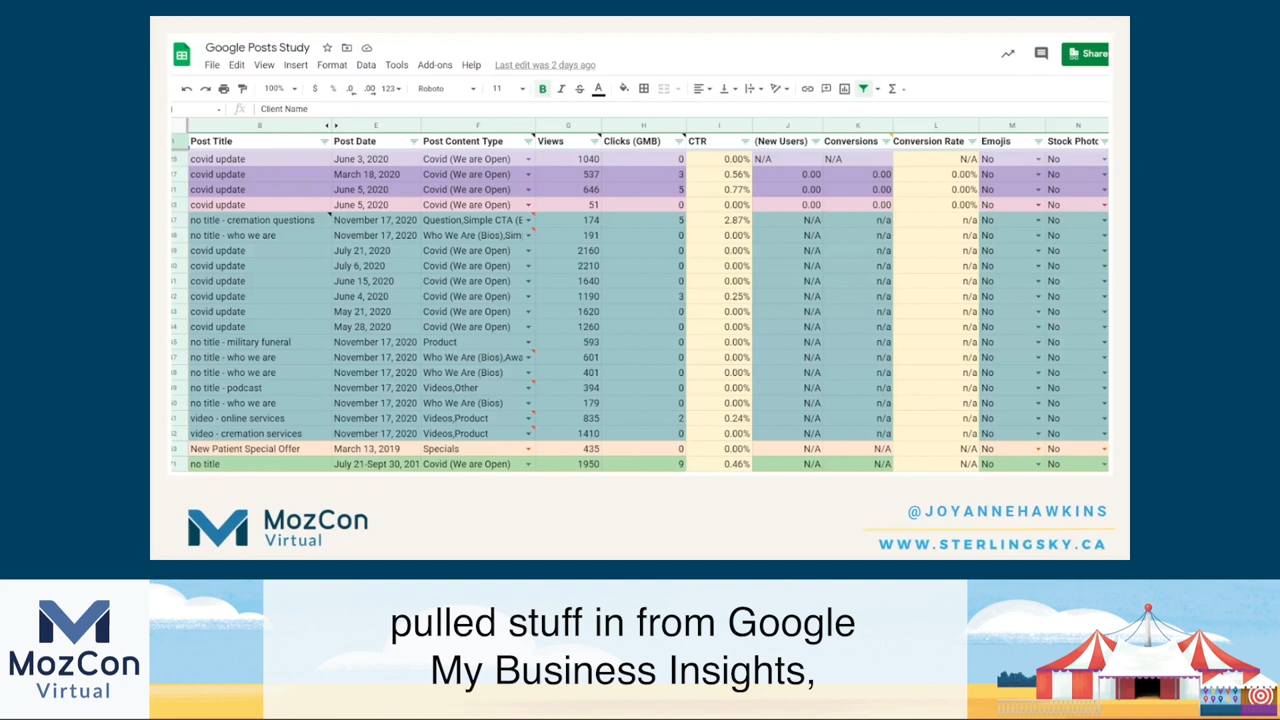 Google Posts Study
File Edit View Insert Format Data Tools Add-ons Help Last edit was 2 days ago
Share
100% $ % .0 .00 123 Roboto 11 B I S A
fx Client Name
B E F G H I J K L M N
Post Title Post Date Post Content Type Views Clicks (GMB) CTR (New Users) Conversions Conversion Rate Emojis Stock Photo
covid update June 3, 2020 Covid (We are Open) 1040 0 0.00% N/A N/A N/A No No
covid update March 18, 2020 Covid (We are Open) 537 3 0.56% 0.00 0.00 0.00% No No
covid update June 5, 2020 Covid (We are Open) 646 5 0.77% 0.00 0.00 0.00% No No
covid update June 5, 2020 Covid (We are Open) 51 0 0.00% 0.00 0.00 0.00% No No
no title - cremation questions November 17, 2020 Question,Simple CTA (E 174 5 2.87% N/A n/a n/a No No
no title - who we are November 17, 2020 Who We Are (Bios),Sim 191 0 0.00% N/A n/a n/a No No
covid update July 21, 2020 Covid (We are Open) 2160 0 0.00% N/A n/a n/a No No
covid update July 6, 2020 Covid (We are Open) 2210 0 0.00% N/A n/a n/a No No
covid update June 15, 2020 Covid (We are Open) 1640 0 0.00% N/A n/a n/a No No
covid update June 4, 2020 Covid (We are Open) 1190 3 0.25% N/A n/a n/a No No
covid update May 21, 2020 Covid (We are Open) 1620 0 0.00% N/A n/a n/a No No
covid update May 28, 2020 Covid (We are Open) 1260 0 0.00% N/A n/a n/a No No
no title - military funeral November 17, 2020 Product 593 0 0.00% N/A n/a n/a No No
no title - who we are November 17, 2020 Who We Are (Bios),Awa 601 0 0.00% N/A n/a n/a No No
no title - who we are November 17, 2020 Who We Are (Bios) 401 0 0.00% N/A n/a n/a No No
no title - podcast November 17, 2020 Videos,Other 394 0 0.00% N/A n/a n/a No No
no title - who we are November 17, 2020 Who We Are (Bios) 179 0 0.00% N/A n/a n/a No No
video - online services November 17, 2020 Videos,Product 835 2 0.24% N/A n/a n/a No No
video - cremation services November 17, 2020 Videos,Product 1410 0 0.00% N/A n/a n/a No No
New Patient Special Offer March 13, 2019 Specials 435 0 0.00% N/A N/A N/A No No
no title July 21-Sept 30, 201 Covid (We are Open) 1950 9 0.46% N/A N/A N/A No No
MozCon
Virtual
@JOYANNEHAWKINS
WWW.STERLINGSKY.CA
MozCon
Virtual
pulled stuff in from Google
My Business Insights,